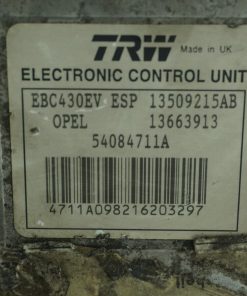 TRW Made in UK
ELECTRONIC CONTROL UNIT
EBC430EV ESP 13509215AB
OPEL 13663913
54084711A
4711A098216203297